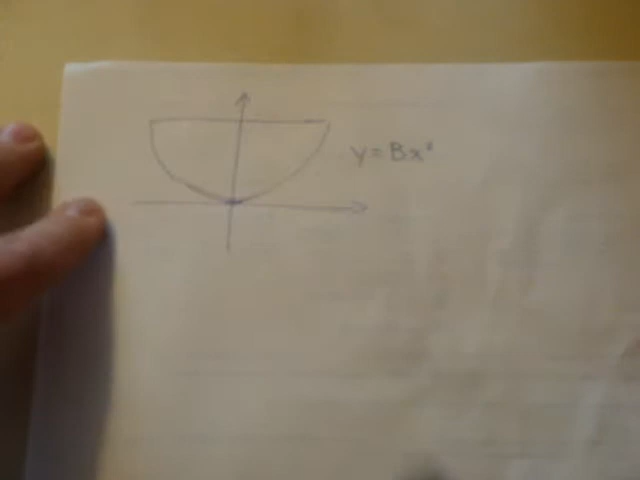 y = Bx²